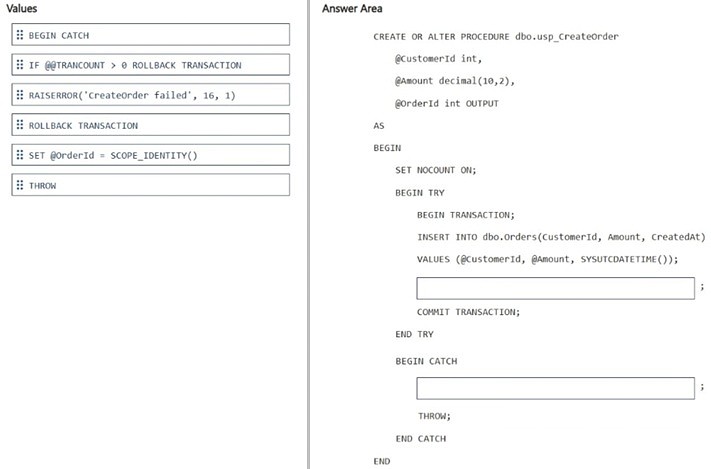 Values
BEGIN CATCH
IF @@TRANCOUNT > 0 ROLLBACK TRANSACTION
RAISERROR('CreateOrder failed', 16, 1)
ROLLBACK TRANSACTION
SET @OrderId = SCOPE_IDENTITY()
THROW
Answer Area
CREATE OR ALTER PROCEDURE dbo.usp_CreateOrder
@CustomerId int,
@Amount decimal(10,2),
@OrderId int OUTPUT
AS
BEGIN
SET NOCOUNT ON;
BEGIN TRY
BEGIN TRANSACTION;
INSERT INTO dbo.Orders(CustomerId, Amount, CreatedAt)
VALUES (@CustomerId, @Amount, SYSUTCDATETIME());
;
COMMIT TRANSACTION;
END TRY
BEGIN CATCH
;
THROW;
END CATCH
END